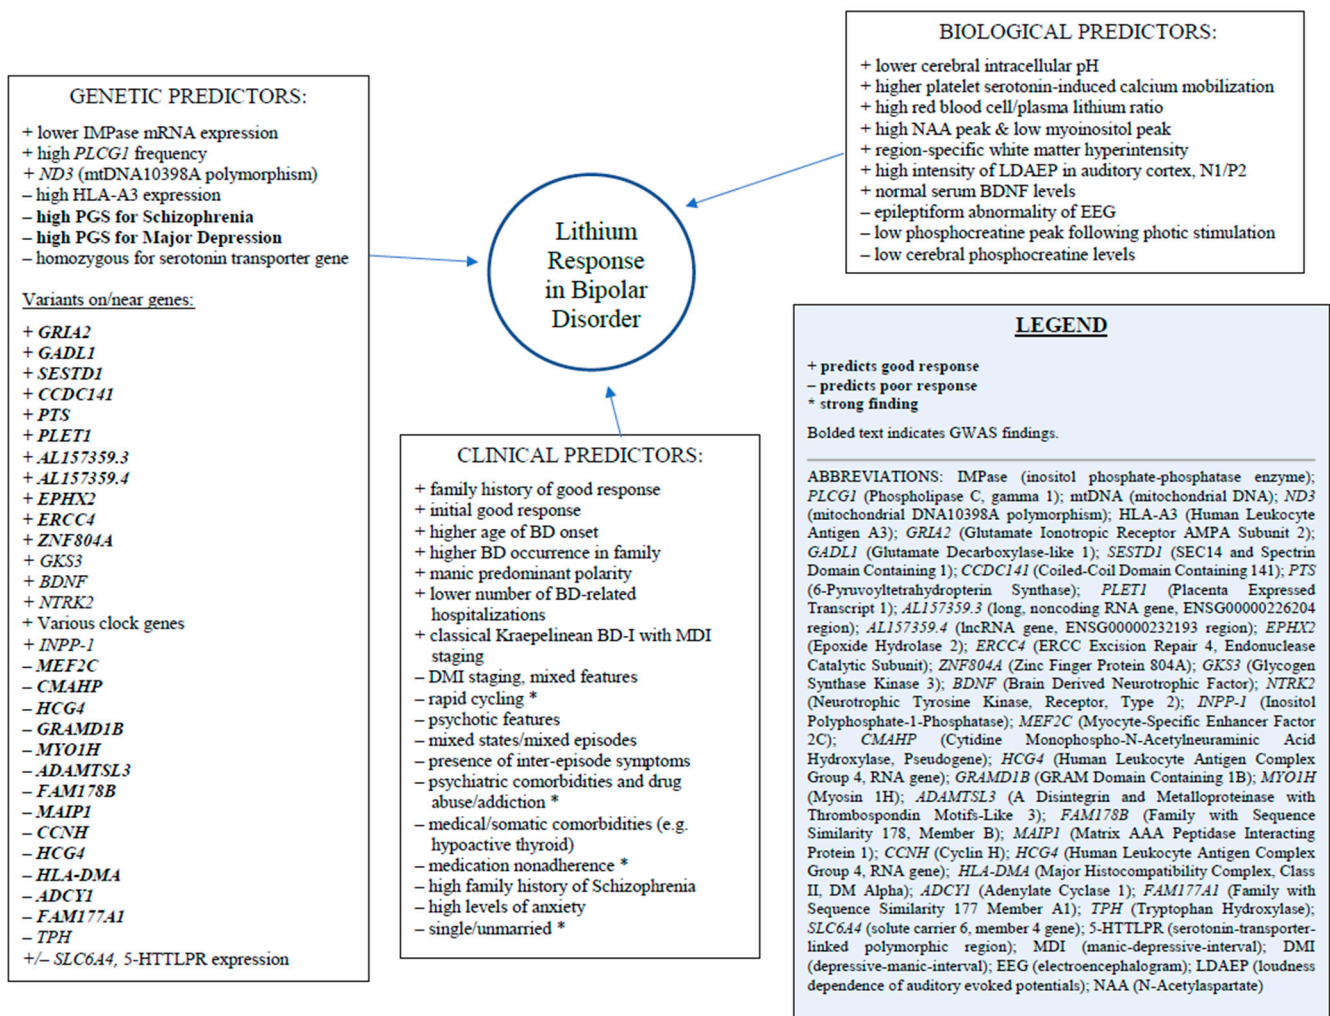 GENETIC PREDICTORS:
+ lower IMPase mRNA expression
+ high PLCG1 frequency
+ ND3 (mtDNA10398A polymorphism)
– high HLA-A3 expression
– high PGS for Schizophrenia
– high PGS for Major Depression
– homozygous for serotonin transporter gene
Variants on/near genes:
+ GRIA2
+ GADL1
+ SESTD1
+ CCDC141
+ PTS
+ PLET1
+ AL157359.3
+ AL157359.4
+ EPHX2
+ ERCC4
+ ZNF804A
+ GKS3
+ BDNF
+ NTRK2
+ Various clock genes
+ INPP-1
– MEF2C
– CMAHP
– HCG4
– GRAMD1B
– MYO1H
– ADAMTSL3
– FAM178B
– MAIP1
– CCNH
– HCG4
– HLA-DMA
– ADCY1
– FAM177A1
– TPH
+/– SLC6A4, 5-HTTLPR expression
Lithium
Response
in Bipolar
Disorder
CLINICAL PREDICTORS:
+ family history of good response
+ initial good response
+ higher age of BD onset
+ higher BD occurrence in family
+ manic predominant polarity
+ lower number of BD-related
hospitalizations
+ classical Kraepelinean BD-I with MDI
staging
– DMI staging, mixed features
– rapid cycling *
– psychotic features
– mixed states/mixed episodes
– presence of inter-episode symptoms
– psychiatric comorbidities and drug
abuse/addiction *
– medical/somatic comorbidities (e.g.
hypoactive thyroid)
– medication nonadherence *
– high family history of Schizophrenia
– high levels of anxiety
– single/unmarried *
BIOLOGICAL PREDICTORS:
+ lower cerebral intracellular pH
+ higher platelet serotonin-induced calcium mobilization
+ high red blood cell/plasma lithium ratio
+ high NAA peak & low myoinositol peak
+ region-specific white matter hyperintensity
+ high intensity of LDAEP in auditory cortex, N1/P2
+ normal serum BDNF levels
– epileptiform abnormality of EEG
– low phosphocreatine peak following photic stimulation
– low cerebral phosphocreatine levels
LEGEND
+ predicts good response
– predicts poor response
* strong finding
Bolded text indicates GWAS findings.
ABBREVIATIONS: IMPase (inositol phosphate-phosphatase enzyme);
PLCG1 (Phospholipase C, gamma 1); mtDNA (mitochondrial DNA); ND3
(mitochondrial DNA10398A polymorphism); HLA-A3 (Human Leukocyte
Antigen A3); GRIA2 (Glutamate Ionotropic Receptor AMPA Subunit 2);
GADL1 (Glutamate Decarboxylase-like 1); SESTD1 (SEC14 and Spectrin
Domain Containing 1); CCDC141 (Coiled-Coil Domain Containing 141); PTS
(6-Pyruvoyltetrahydropterin Synthase); PLET1 (Placenta Expressed
Transcript 1); AL157359.3 (long, noncoding RNA gene, ENSG00000226204
region); AL157359.4 (lncRNA gene, ENSG00000232193 region); EPHX2
(Epoxide Hydrolase 2); ERCC4 (ERCC Excision Repair 4, Endonuclease
Catalytic Subunit); ZNF804A (Zinc Finger Protein 804A); GKS3 (Glycogen
Synthase Kinase 3); BDNF (Brain Derived Neurotrophic Factor); NTRK2
(Neurotrophic Tyrosine Kinase, Receptor, Type 2); INPP-1 (Inositol
Polyphosphate-1-Phosphatase); MEF2C (Myocyte-Specific Enhancer Factor
2C); CMAHP (Cytidine Monophospho-N-Acetylneuraminic Acid
Hydroxylase, Pseudogene); HCG4 (Human Leukocyte Antigen Complex
Group 4, RNA gene); GRAMD1B (GRAM Domain Containing 1B); MYO1H
(Myosin 1H); ADAMTSL3 (A Disintegrin and Metalloproteinase with
Thrombospondin Motifs-Like 3); FAM178B (Family with Sequence
Similarity 178, Member B); MAIP1 (Matrix AAA Peptidase Interacting
Protein 1); CCNH (Cyclin H); HCG4 (Human Leukocyte Antigen Complex
Group 4, RNA gene); HLA-DMA (Major Histocompatibility Complex, Class
II, DM Alpha); ADCY1 (Adenylate Cyclase 1); FAM177A1 (Family with
Sequence Similarity 177 Member A1); TPH (Tryptophan Hydroxylase);
SLC6A4 (solute carrier 6, member 4 gene); 5-HTTLPR (serotonin-transporter-
linked polymorphic region); MDI (manic-depressive-interval); DMI
(depressive-manic-interval); EEG (electroencephalogram); LDAEP (loudness
dependence of auditory evoked potentials); NAA (N-Acetylaspartate)